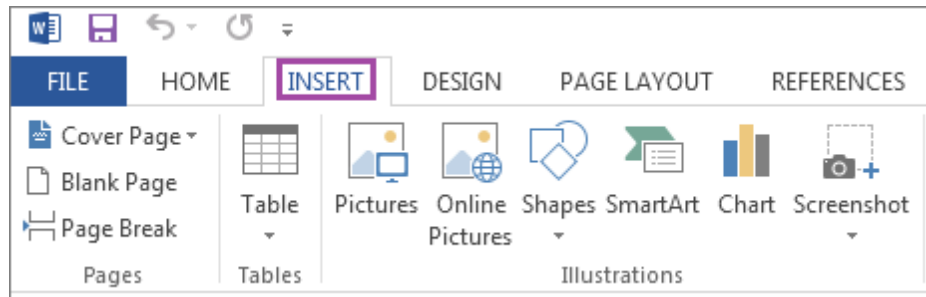 W
FILE HOME INSERT DESIGN PAGE LAYOUT REFERENCES
Cover Page
Blank Page
Page Break
Pages
Table
Tables
Pictures
Online
Pictures
Shapes
SmartArt
Chart
Screenshot
Illustrations